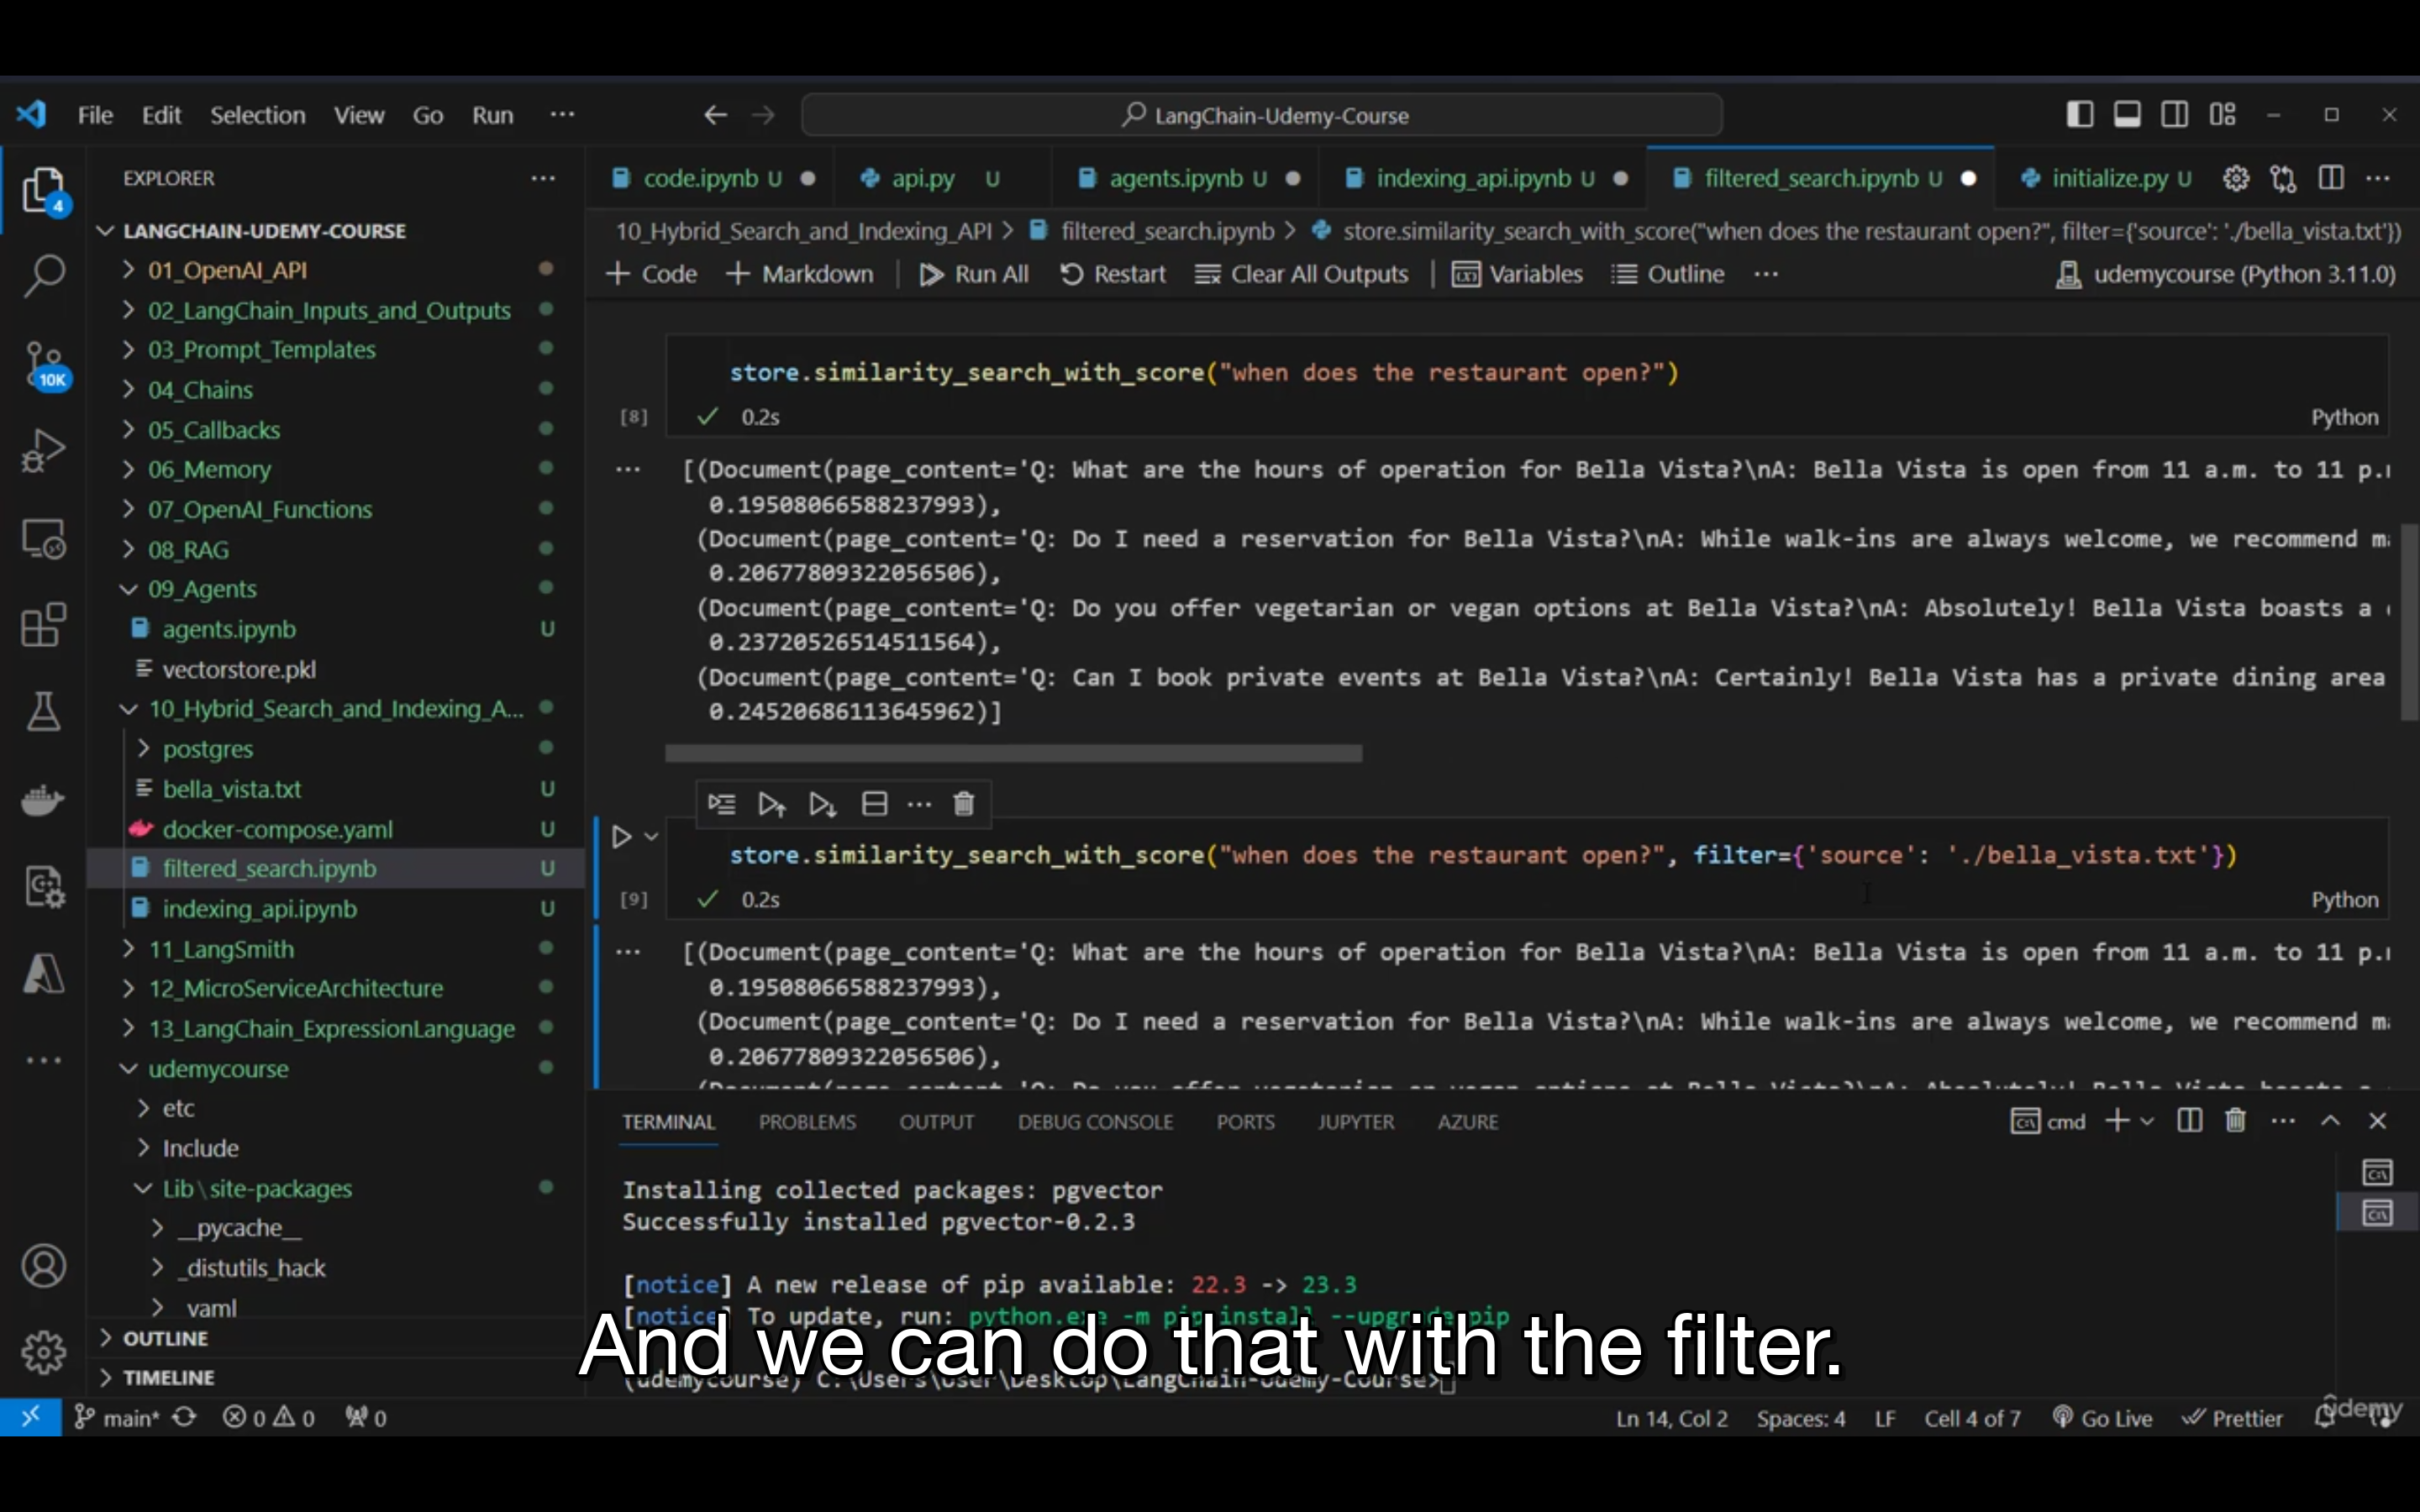 File Edit Selection View Go Run ··· LangChain-Udemy-Course
EXPLORER
LANGCHAIN-UDEMY-COURSE
01_OpenAI_API
02_LangChain_Inputs_and_Outputs
03_Prompt_Templates
04_Chains
05_Callbacks
06_Memory
07_OpenAI_Functions
08_RAG
09_Agents
agents.ipynb U
vectorstore.pkl
10_Hybrid_Search_and_Indexing_A...
postgres
bella_vista.txt U
docker-compose.yaml U
filtered_search.ipynb U
indexing_api.ipynb U
11_LangSmith
12_MicroServiceArchitecture
13_LangChain_ExpressionLanguage
udemycourse
etc
Include
Lib\site-packages
__pycache__
_distutils_hack
yaml
OUTLINE
TIMELINE
4
10K
code.ipynb U api.py U agents.ipynb U indexing_api.ipynb U filtered_search.ipynb U initialize.py U
10_Hybrid_Search_and_Indexing_API > filtered_search.ipynb > store.similarity_search_with_score("when does the restaurant open?", filter={'source': './bella_vista.txt'})
+ Code + Markdown Run All Restart Clear All Outputs Variables Outline ··· udemycourse (Python 3.11.0)
store.similarity_search_with_score("when does the restaurant open?")
[8] 0.2s Python
[(Document(page_content='Q: What are the hours of operation for Bella Vista?\nA: Bella Vista is open from 11 a.m. to 11 p.
0.19508066588237993),
(Document(page_content='Q: Do I need a reservation for Bella Vista?\nA: While walk-ins are always welcome, we recommend
0.20677809322056506),
(Document(page_content='Q: Do you offer vegetarian or vegan options at Bella Vista?\nA: Absolutely! Bella Vista boasts a
0.23720526514511564),
(Document(page_content='Q: Can I book private events at Bella Vista?\nA: Certainly! Bella Vista has a private dining area
0.24520686113645962)]
store.similarity_search_with_score("when does the restaurant open?", filter={'source': './bella_vista.txt'})
[9] 0.2s Python
[(Document(page_content='Q: What are the hours of operation for Bella Vista?\nA: Bella Vista is open from 11 a.m. to 11 p.
0.19508066588237993),
(Document(page_content='Q: Do I need a reservation for Bella Vista?\nA: While walk-ins are always welcome, we recommend
0.20677809322056506),
TERMINAL PROBLEMS OUTPUT DEBUG CONSOLE PORTS JUPYTER AZURE cmd
Installing collected packages: pgvector
Successfully installed pgvector-0.2.3
[notice] A new release of pip available: 22.3 -> 23.3
[notice] To update, run: python.exe -m pip install --upgrade pip
And we can do that with the filter.
(udemycourse) C:\Users\User\Desktop\LangChain-Udemy-Course>
main* 0 0 0 Ln 14, Col 2 Spaces: 4 LF Cell 4 of 7 Go Live Prettier
udemy